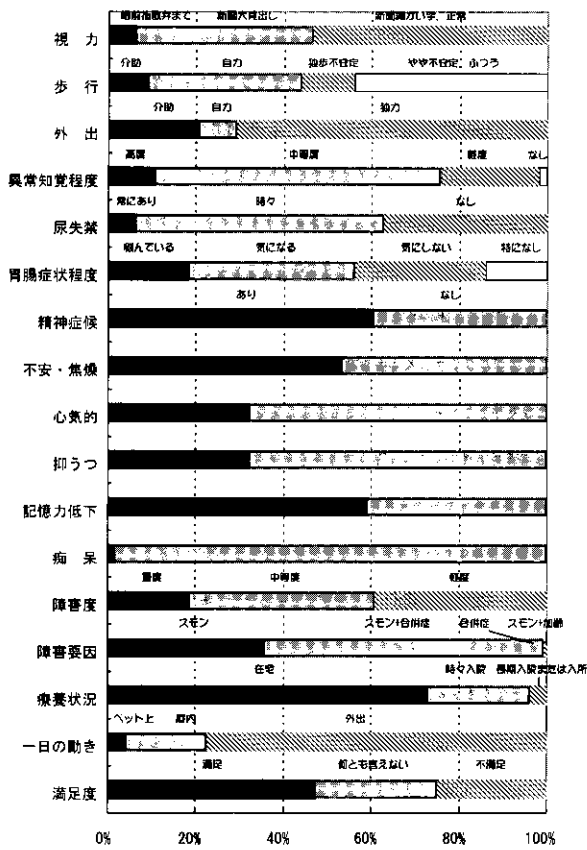 眼前指数弁まで 新聞大見出し 新聞細かい字、正常
視力
介助 自力 独歩不安定 やや不安定、ふつう
歩行
介助 自力 独力
外出
高度 中等度 軽度 なし
異常知覚程度
常にあり 時々 なし
尿失禁
悩んでいる 気になる 気にしない 特になし
胃腸症状程度
あり なし
精神症候
不安・焦燥
心気的
抑うつ
記憶力低下
痴呆
重度 中等度 軽度
障害度
スモン スモン+合併症 合併症 スモン+加齢
障害要因
在宅 時々入院 長期入院または入所
療養状況
ベット上 屋内 外出
一日の動き
満足 何とも言えない 不満足
満足度
0% 20% 40% 60% 80% 100%